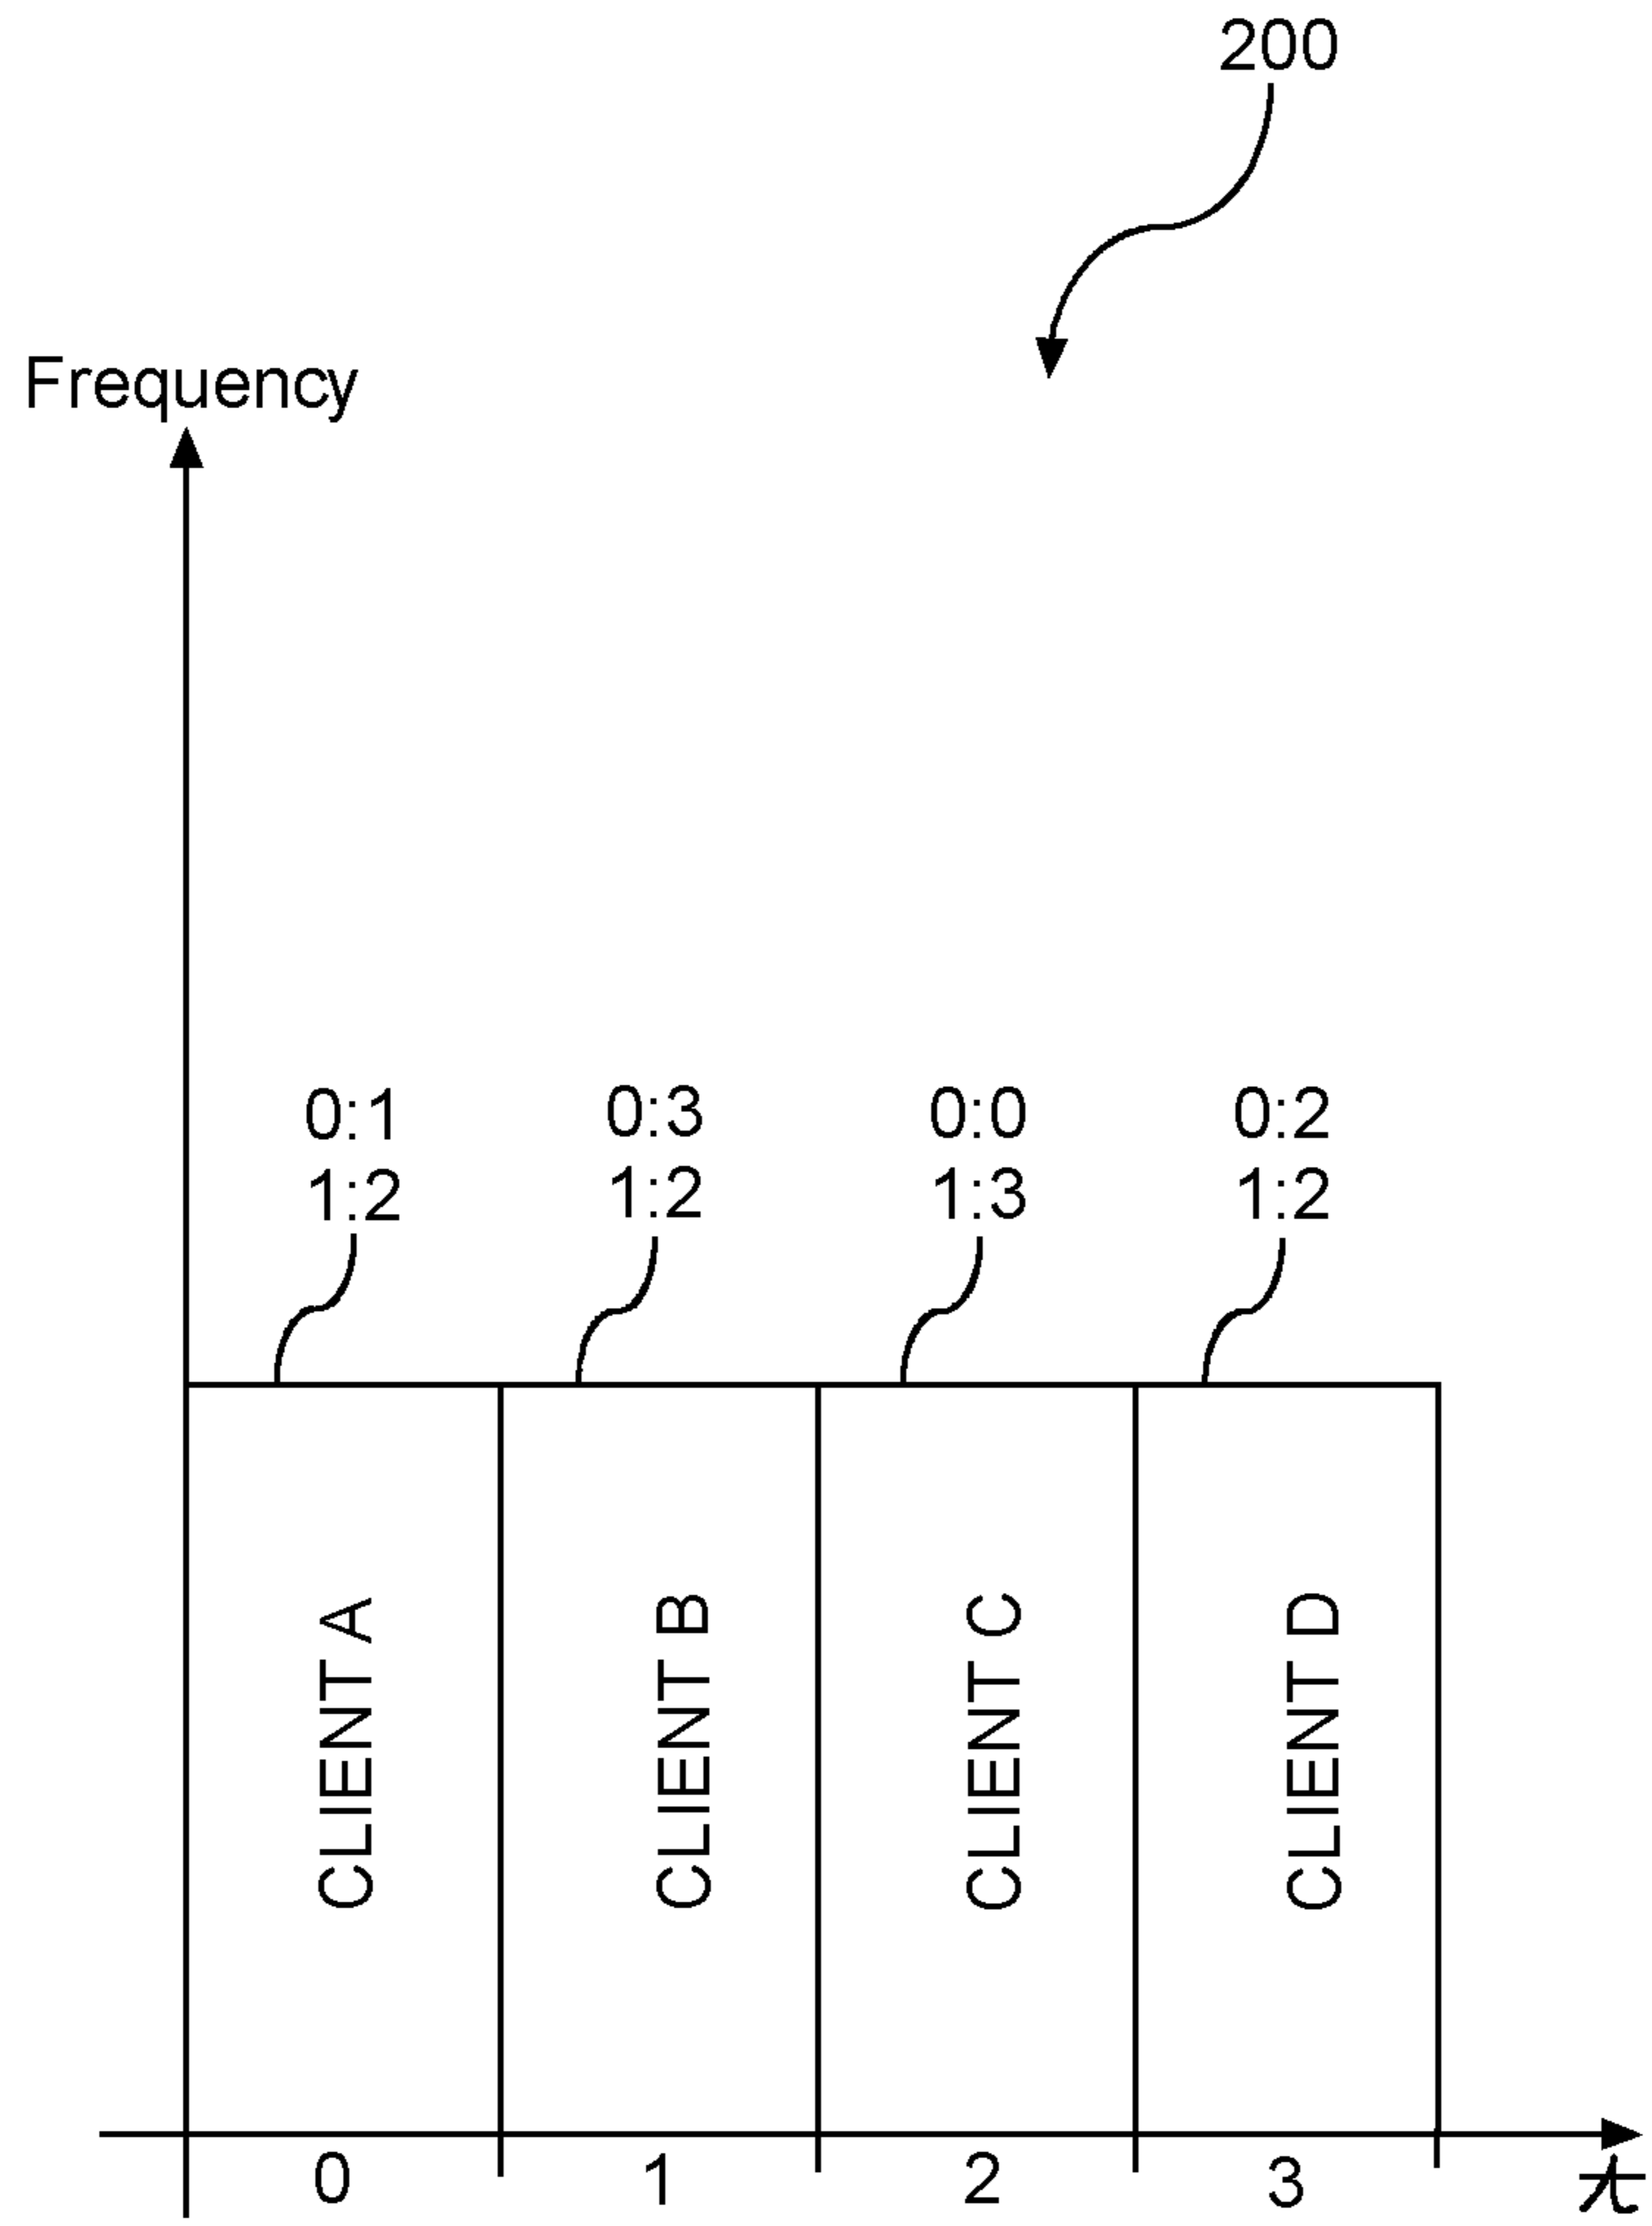 200
Frequency
0:1 0:3 0:0 0:2
1:2 1:2 1:3 1:2
CLIENT A
CLIENT B
CLIENT C
CLIENT D
0 1 2 3
t